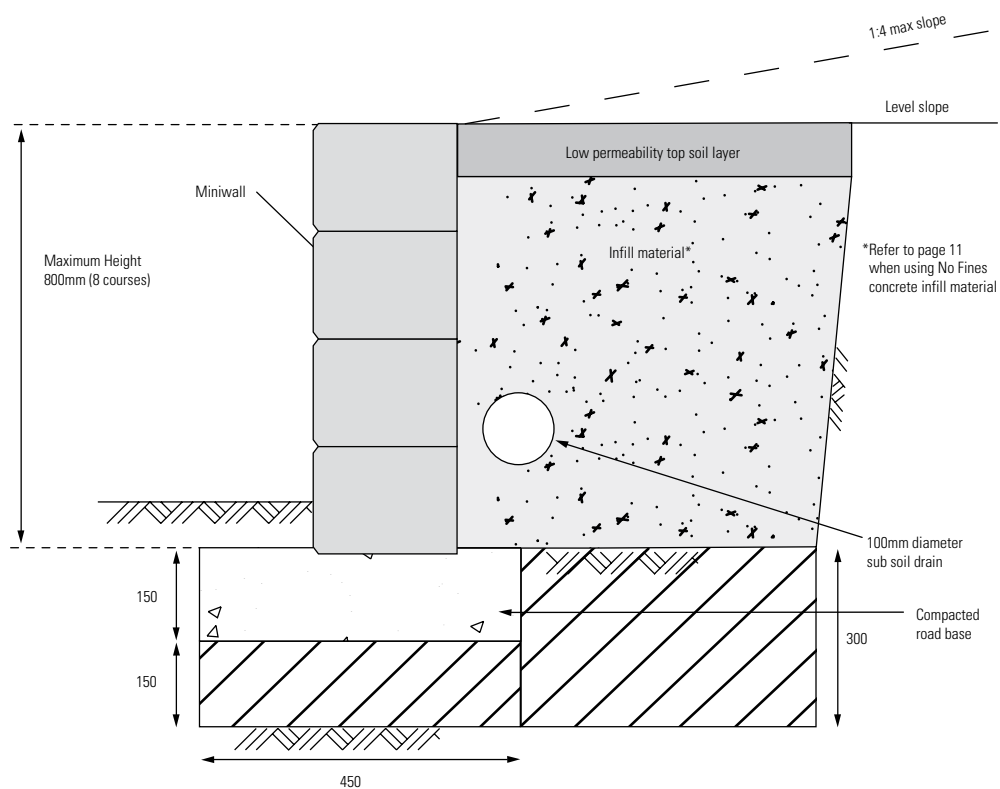 1:4 max slope
Level slope
Low permeability top soil layer
Miniwall
Infill material*
Maximum Height
800mm (8 courses)
*Refer to page 11
when using No Fines
concrete infill material
100mm diameter
sub soil drain
150
Compacted
road base
300
150
450